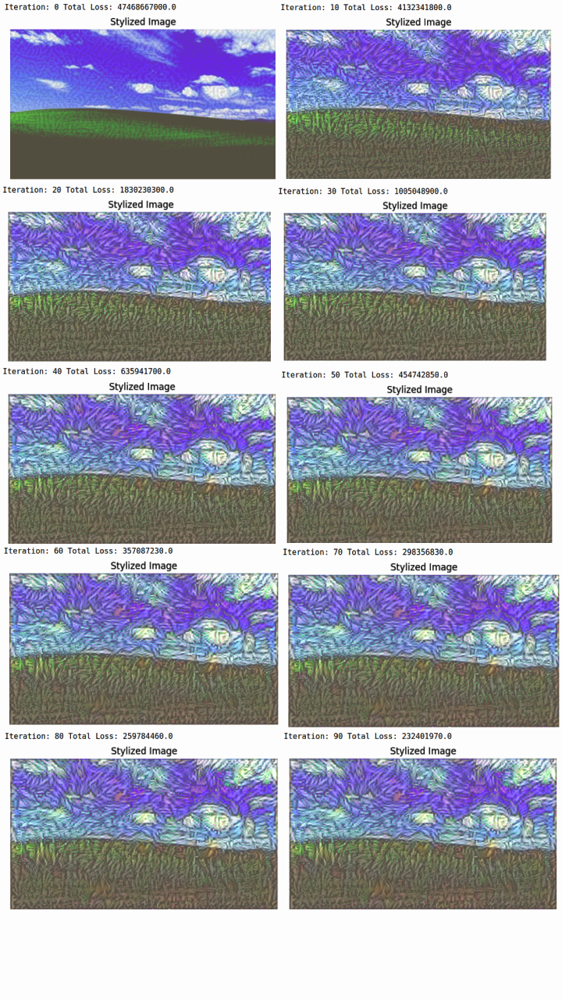 Iteration: 0 Total Loss: 47468667000.0
Stylized Image
Iteration: 10 Total Loss: 4132341800.0
Stylized Image
Iteration: 20 Total Loss: 1830230300.0
Stylized Image
Iteration: 30 Total Loss: 1005048900.0
Stylized Image
Iteration: 40 Total Loss: 635941700.0
Stylized Image
Iteration: 50 Total Loss: 454742850.0
Stylized Image
Iteration: 60 Total Loss: 357087230.0
Stylized Image
Iteration: 70 Total Loss: 298356830.0
Stylized Image
Iteration: 80 Total Loss: 259784460.0
Stylized Image
Iteration: 90 Total Loss: 232401970.0
Stylized Image